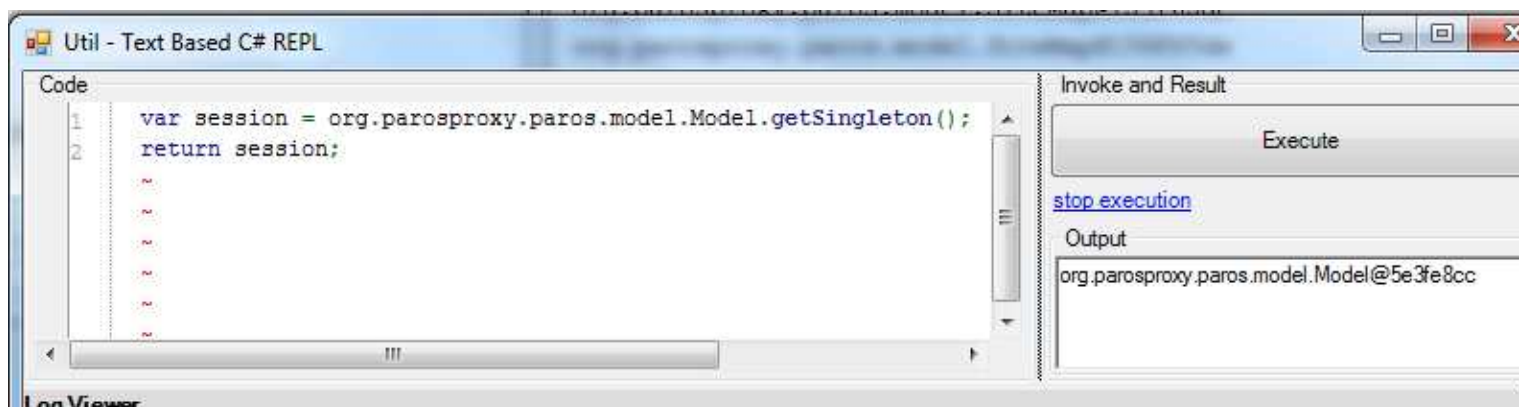 Util - Text Based C# REPL
Code
1 var session = org.parosproxy.paros.model.Model.getSingleton();
2 return session;
~
~
~
~
~
~
Invoke and Result
Execute
stop execution
Output
org.parosproxy.paros.model.Model@5e3fe8cc
Log Viewer